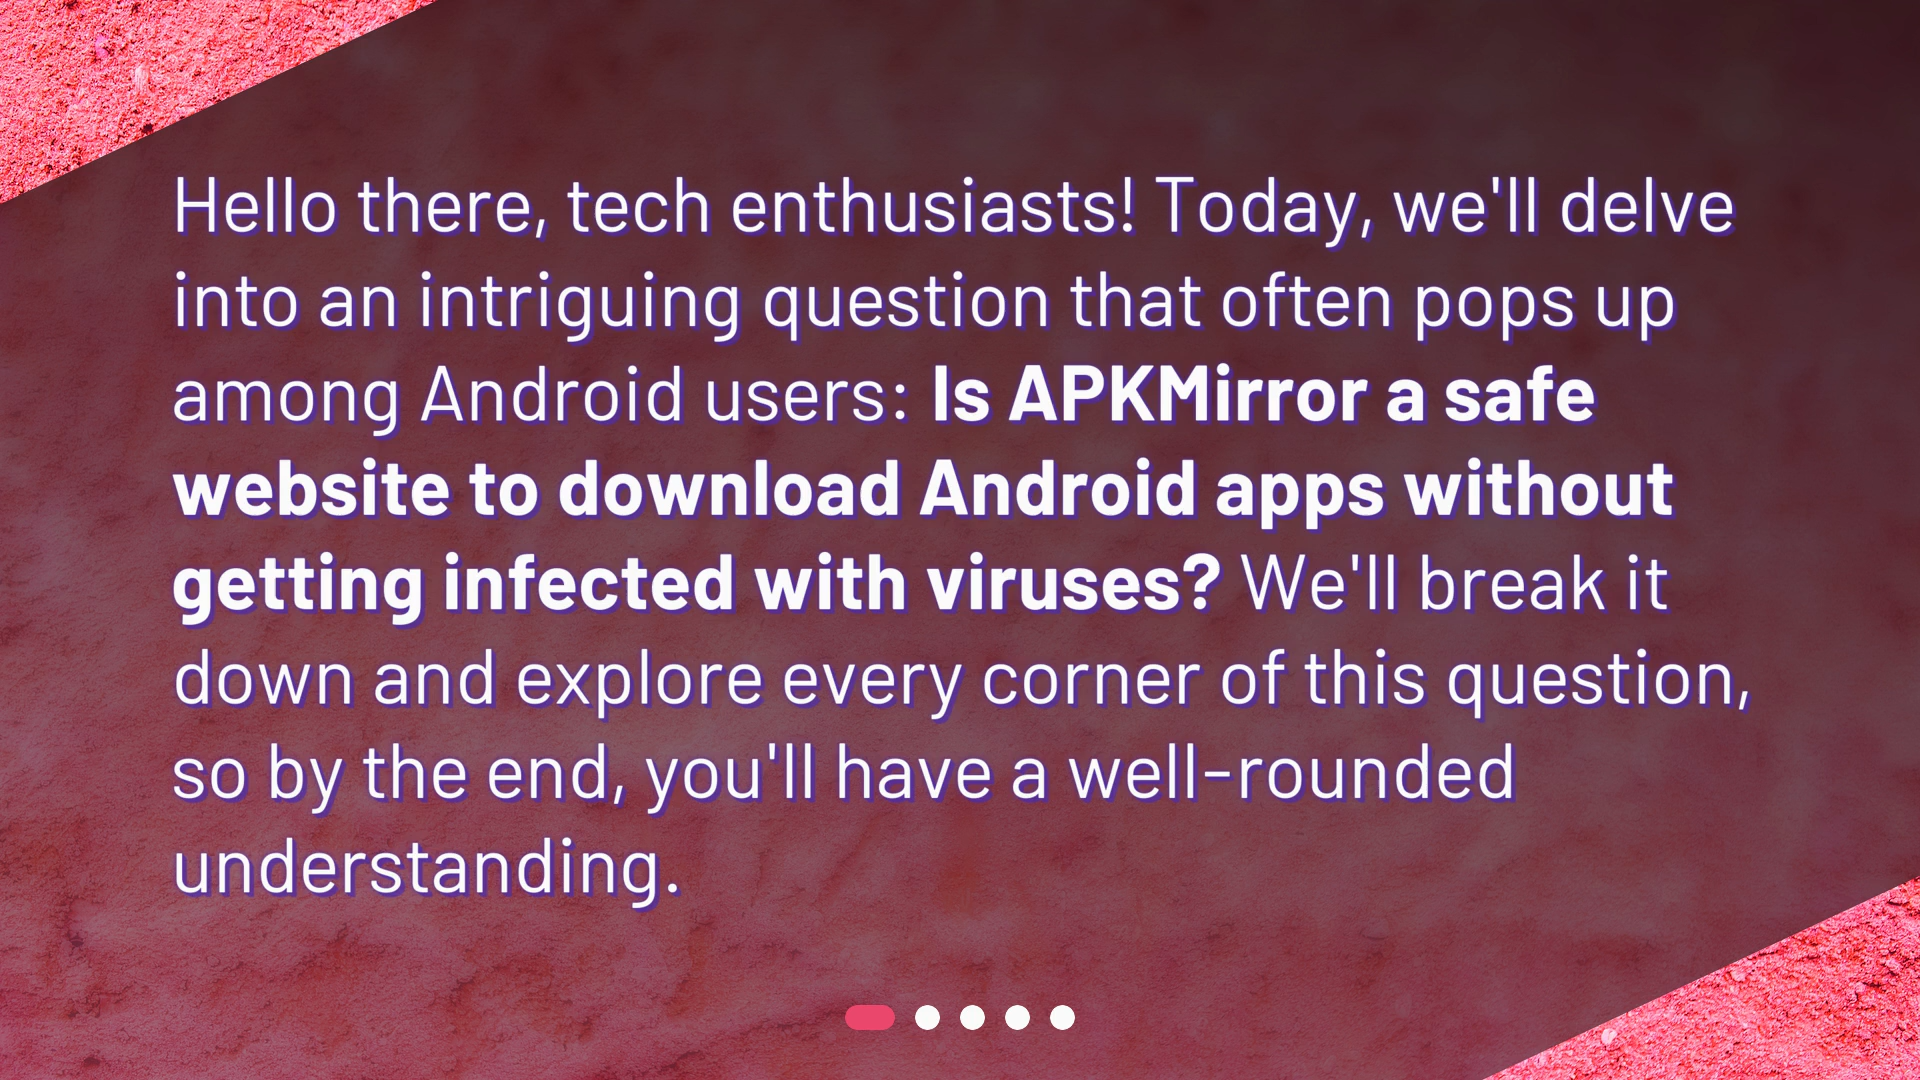 Hello there, tech enthusiasts! Today, we'll delve
into an intriguing question that often pops up
among Android users: Is APKMirror a safe
website to download Android apps without
getting infected with viruses? We'll break it
down and explore every corner of this question,
so by the end, you'll have a well-rounded
understanding.